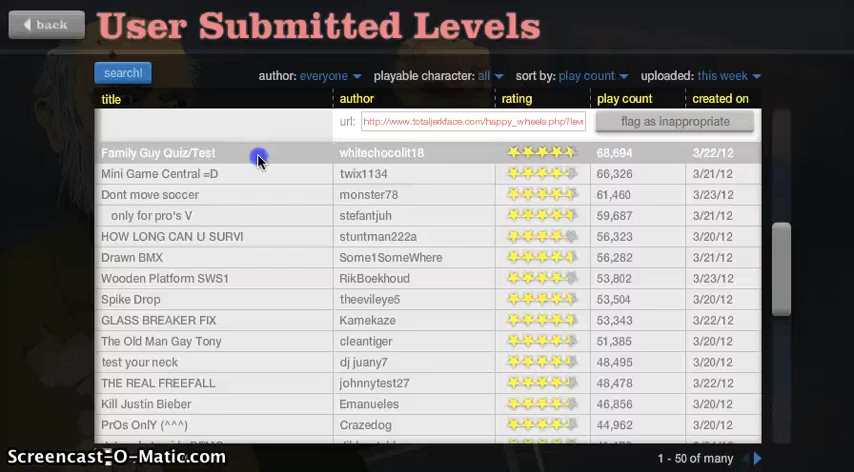 back
User Submitted Levels
search!
author: everyone playable character: all sort by: play count uploaded: this week
title author rating play count created on
url: http://www.totaljerkface.com/happy_wheels.php?leve flag as inappropriate
Family Guy Quiz/Test whitechocolit18 68,694 3/22/12
Mini Game Central =D twix1134 66,326 3/21/12
Dont move soccer monster78 61,460 3/23/12
only for pro's V stefantjuh 59,687 3/21/12
HOW LONG CAN U SURVI stuntman222a 56,323 3/20/12
Drawn BMX Some1SomeWhere 56,282 3/21/12
Wooden Platform SWS1 RikBoekhoud 53,802 3/23/12
Spike Drop theevileye5 53,504 3/20/12
GLASS BREAKER FIX Kamekaze 53,343 3/22/12
The Old Man Gay Tony cleantiger 51,385 3/20/12
test your neck dj juany7 48,495 3/20/12
THE REAL FREEFALL johnnytest27 48,478 3/22/12
Kill Justin Bieber Emanueles 46,856 3/20/12
PrOs OnlY (^^^) Crazedog 44,962 3/20/12
Screencast-O-Matic.com 1 - 50 of many